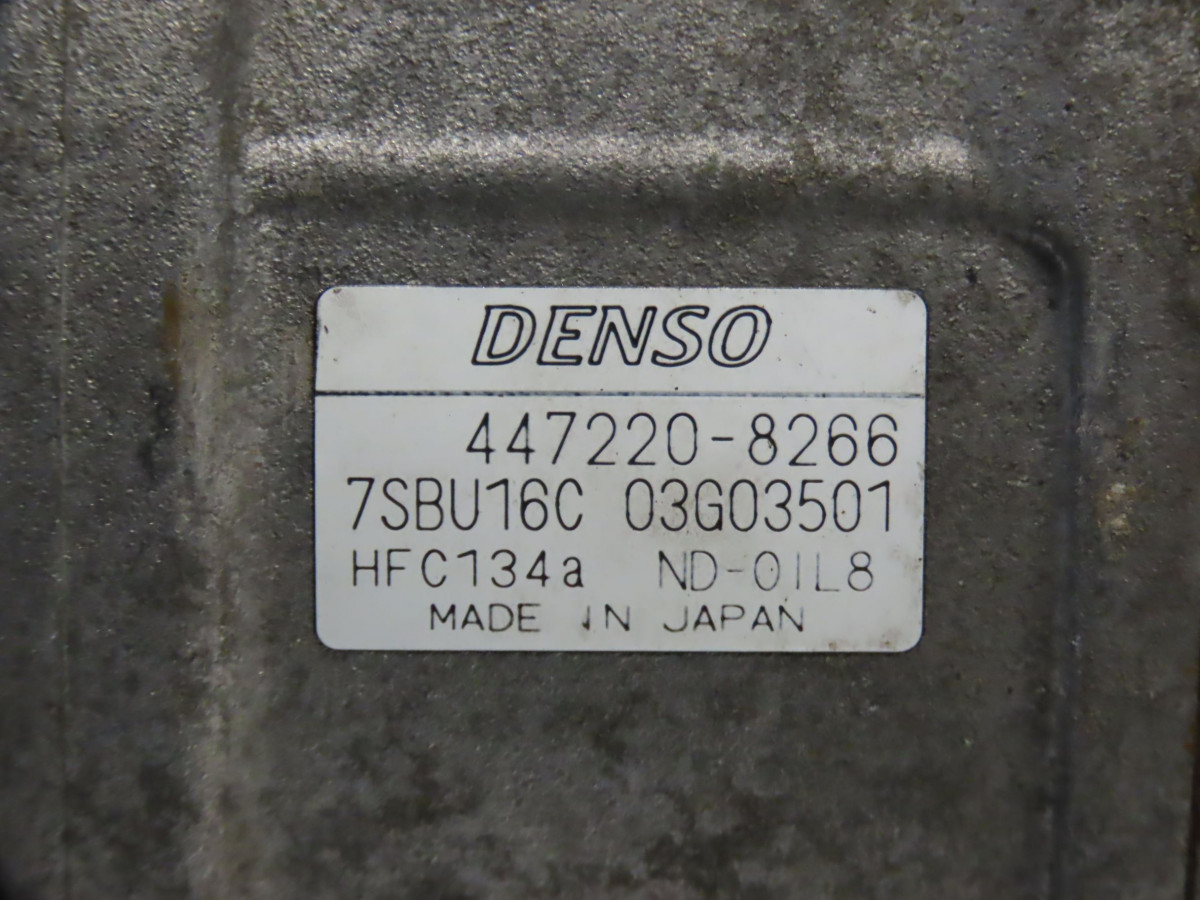 DENSO
447220-8266
7SBU16C 03G03501
HFC134a ND-OIL8
MADE IN JAPAN